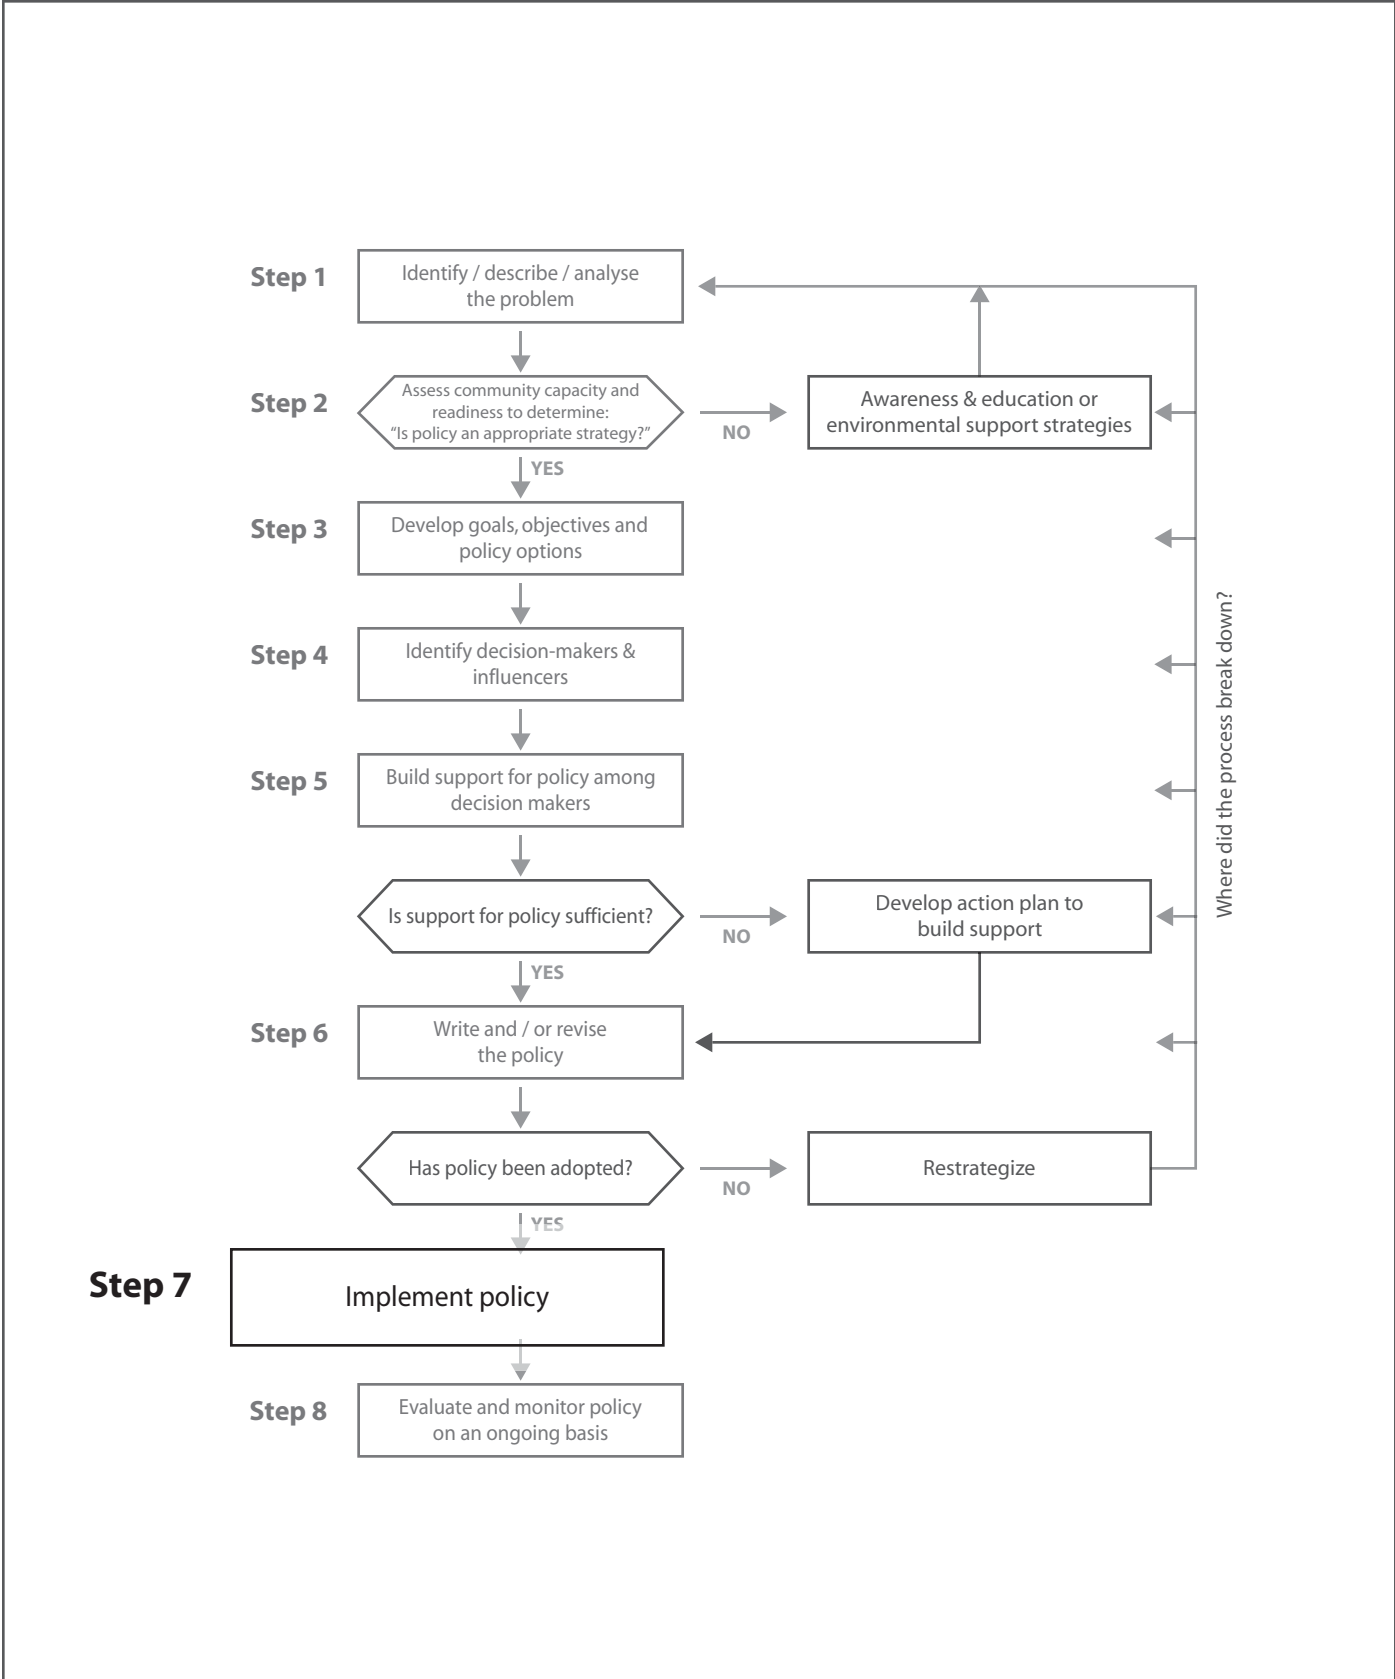 Step 1
Identify / describe / analyse
the problem
Step 2
Assess community capacity and
readiness to determine:
“Is policy an appropriate strategy?”
NO
Awareness & education or
environmental support strategies
YES
Step 3
Develop goals, objectives and
policy options
Step 4
Identify decision-makers &
influencers
Step 5
Build support for policy among
decision makers
Is support for policy sufficient?
NO
Develop action plan to
build support
Where did the process break down?
YES
Step 6
Write and / or revise
the policy
Has policy been adopted?
NO
Restrategize
YES
Step 7
Implement policy
Step 8
Evaluate and monitor policy
on an ongoing basis